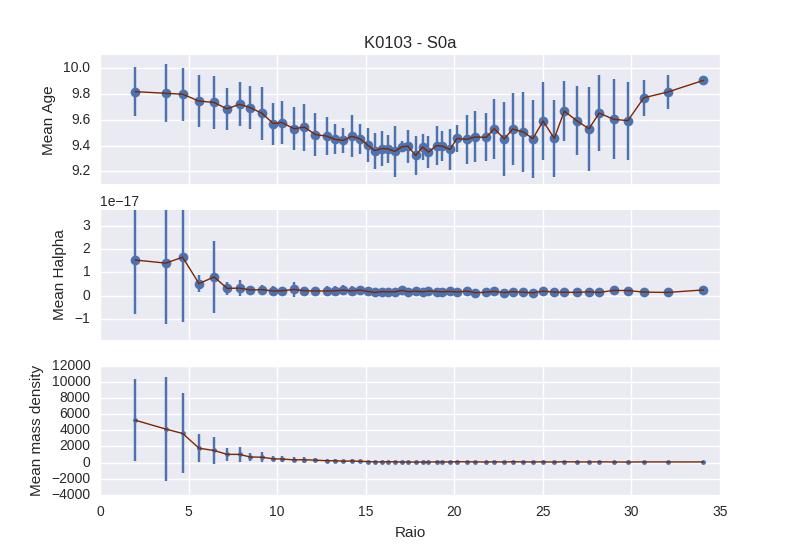 K0103 - S0a
10.0
9.8
9.6
9.4
9.2
Mean Age
1e−17
3
2
1
0
−1
Mean Halpha
12000
10000
8000
6000
4000
2000
0
−2000
−4000
Mean mass density
0 5 10 15 20 25 30 35
Raio